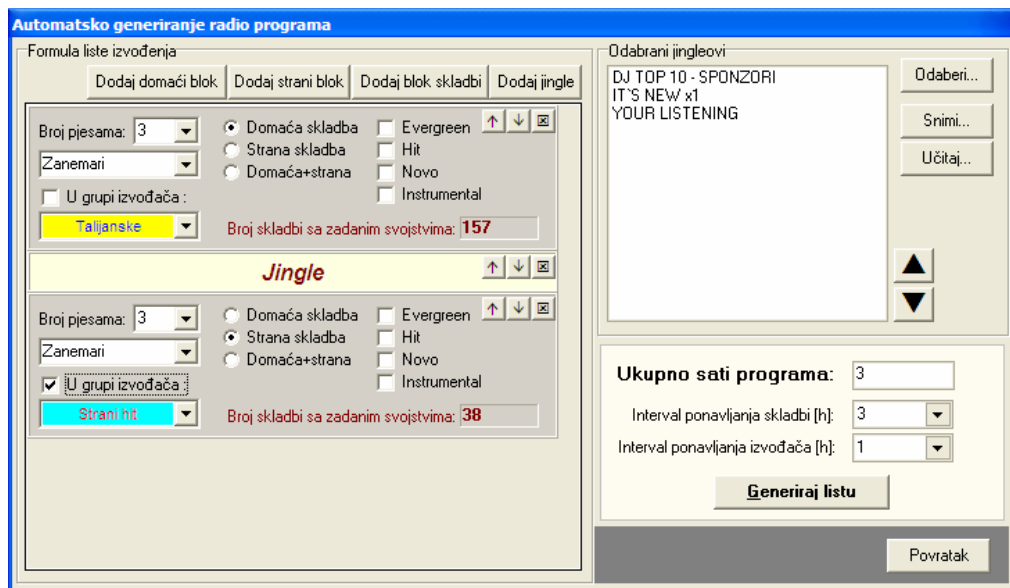 Automatsko generiranje radio programa
Formula liste izvođenja
Dodaj domaći blok Dodaj strani blok Dodaj blok skladbi Dodaj jingle
Broj pjesama: 3
Zanemari
U grupi izvođača :
Talijanske
Domaća skladba
Strana skladba
Domaća+strana
Evergreen
Hit
Novo
Instrumental
Broj skladbi sa zadanim svojstvima: 157
Jingle
Broj pjesama: 3
Zanemari
U grupi izvođača :
Strani hit
Domaća skladba
Strana skladba
Domaća+strana
Evergreen
Hit
Novo
Instrumental
Broj skladbi sa zadanim svojstvima: 38
Odabrani jingleovi
DJ TOP 10 - SPONZORI
IT`S NEW x1
YOUR LISTENING
Odaberi...
Snimi...
Učitaj...
Ukupno sati programa: 3
Interval ponavljanja skladbi [h]: 3
Interval ponavljanja izvođača [h]: 1
Generiraj listu
Povratak